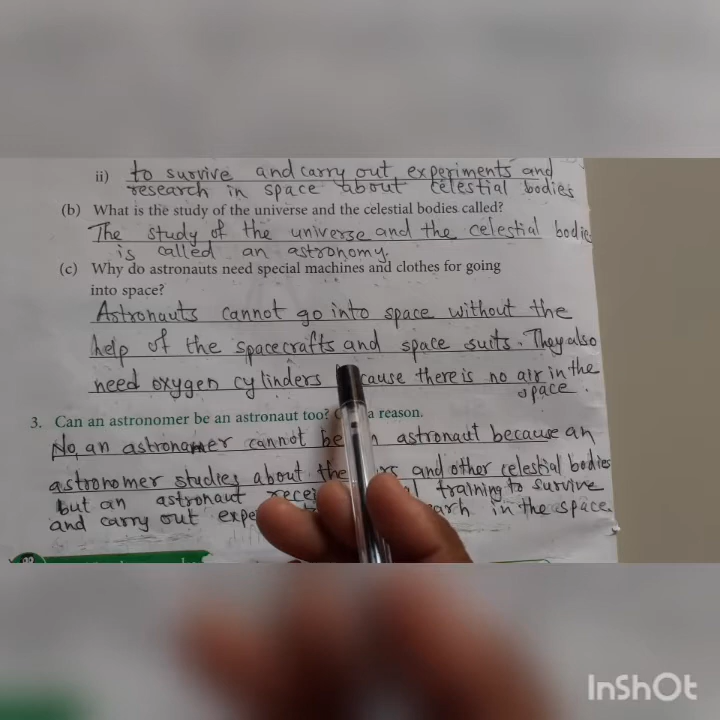 ii) to survive and carry out experiments and
research in space about celestial bodies
(b) What is the study of the universe and the celestial bodies called?
The study of the universe and the celestial bodie
is called an astronomy.
(c) Why do astronauts need special machines and clothes for going
into space?
Astronauts cannot go into space without the
help of the spacecrafts and space suits. They also
need oxygen cylinders cause there is no air in the
space.
3. Can an astronomer be an astronaut too? a reason.
No, an astronomer cannot be astronaut because an
astronomer studies about the and other celestial bodies
but an astronaut recei training to survive
and carry out expe arh in the space.
InShOt